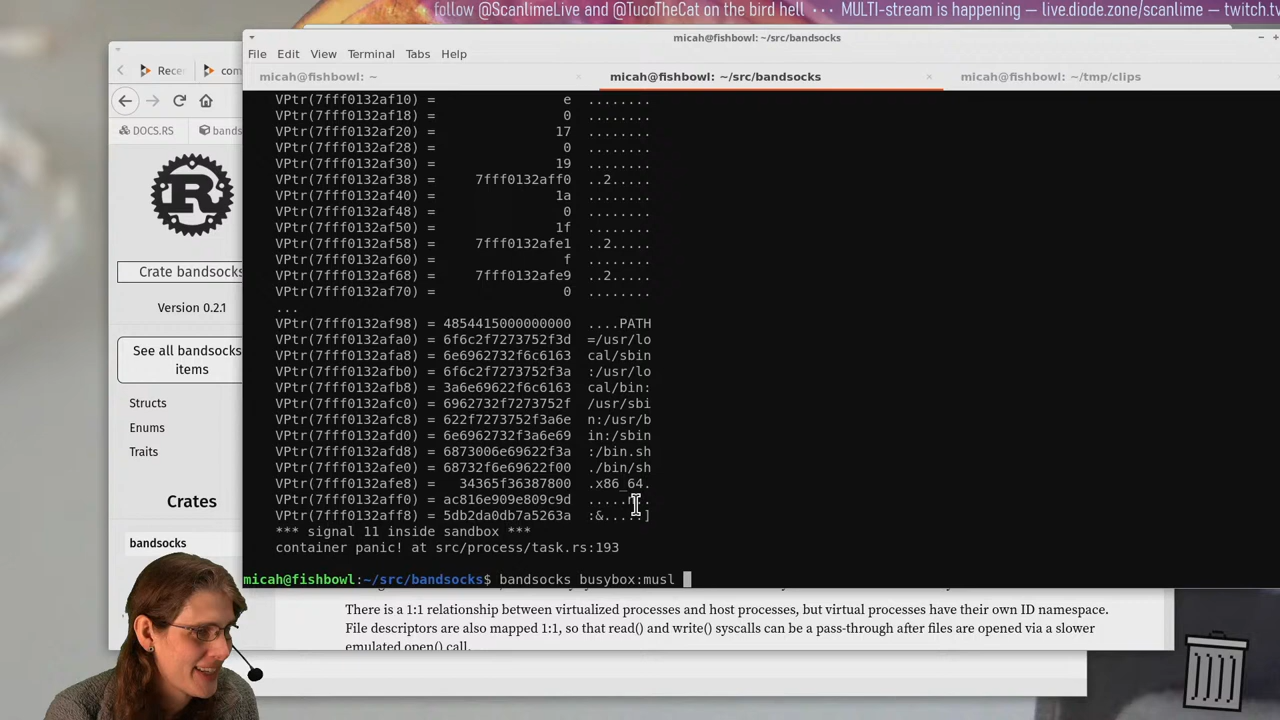 follow @ScanlimeLive and @TucoTheCat on the bird hell ··· MULTI-stream is happening — live.diode.zone/scanlime — twitch.tv
micah@fishbowl: ~/src/bandsocks
File Edit View Terminal Tabs Help
micah@fishbowl: ~ × micah@fishbowl: ~/src/bandsocks × micah@fishbowl: ~/tmp/clips
Recer
com
DOCS.RS
bands
Crate bandsocks
Version 0.2.1
See all bandsocks
items
Structs
Enums
Traits
Crates
bandsocks
VPtr(7fff0132af10) = e ........
VPtr(7fff0132af18) = 0 ........
VPtr(7fff0132af20) = 17 ........
VPtr(7fff0132af28) = 0 ........
VPtr(7fff0132af30) = 19 ........
VPtr(7fff0132af38) = 7fff0132aff0 ..2.....
VPtr(7fff0132af40) = 1a ........
VPtr(7fff0132af48) = 0 ........
VPtr(7fff0132af50) = 1f ........
VPtr(7fff0132af58) = 7fff0132afe1 ..2.....
VPtr(7fff0132af60) = f ........
VPtr(7fff0132af68) = 7fff0132afe9 ..2.....
VPtr(7fff0132af70) = 0 ........
...
VPtr(7fff0132af98) = 4854415000000000 ....PATH
VPtr(7fff0132afa0) = 6f6c2f7273752f3d =/usr/lo
VPtr(7fff0132afa8) = 6e6962732f6c6163 cal/sbin
VPtr(7fff0132afb0) = 6f6c2f7273752f3a :/usr/lo
VPtr(7fff0132afb8) = 3a6e69622f6c6163 cal/bin:
VPtr(7fff0132afc0) = 6962732f7273752f /usr/sbi
VPtr(7fff0132afc8) = 622f7273752f3a6e n:/usr/b
VPtr(7fff0132afd0) = 6e6962732f3a6e69 in:/sbin
VPtr(7fff0132afd8) = 6873006e69622f3a :/bin.sh
VPtr(7fff0132afe0) = 68732f6e69622f00 ./bin/sh
VPtr(7fff0132afe8) = 34365f36387800 .x86_64.
VPtr(7fff0132aff0) = ac816e909e809c9d
VPtr(7fff0132aff8) = 5db2da0db7a5263a :&.....]
*** signal 11 inside sandbox ***
container panic! at src/process/task.rs:193
micah@fishbowl:~/src/bandsocks$ bandsocks busybox:musl
There is a 1:1 relationship between virtualized processes and host processes, but virtual processes have their own ID namespace.
File descriptors are also mapped 1:1, so that read() and write() syscalls can be a pass-through after files are opened via a slower
emulated open() call.